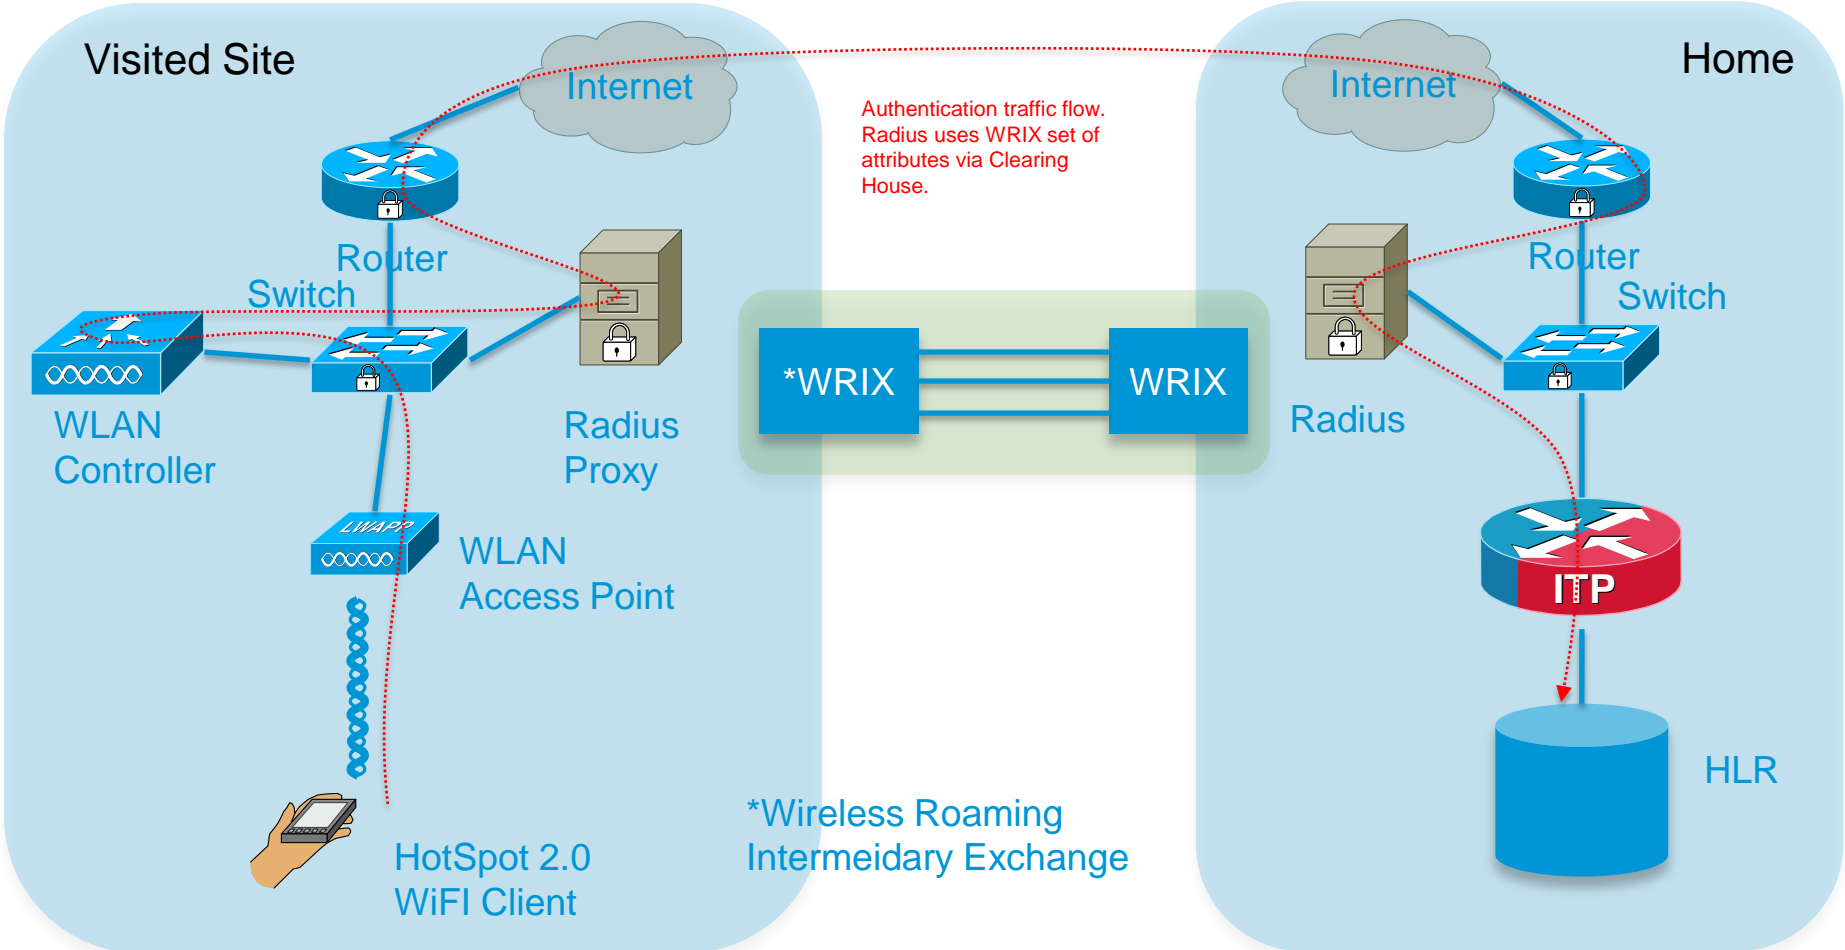 Visited Site
Internet
Internet
Home
Authentication traffic flow.
Radius uses WRIX set of
attributes via Clearing
House.
Router
Switch
Router
Switch
*WRIX
WRIX
WLAN
Controller
Radius
Proxy
Radius
LWAPP
WLAN
Access Point
ITP
HLR
*Wireless Roaming
Intermeidary Exchange
HotSpot 2.0
WiFI Client